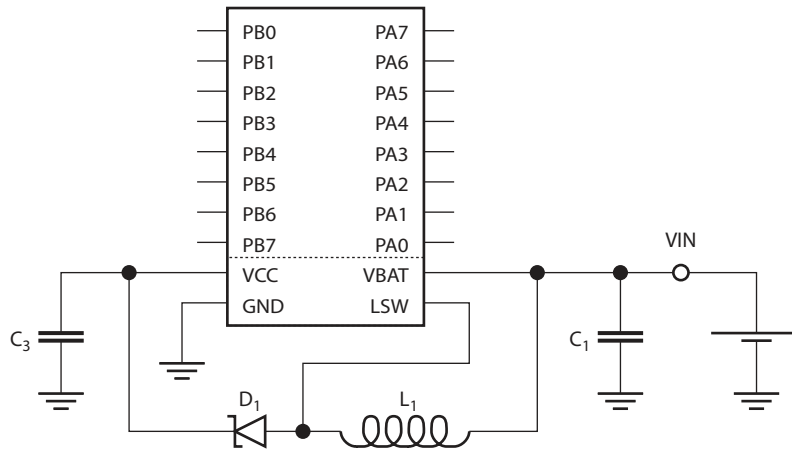 PB0 PA7
PB1 PA6
PB2 PA5
PB3 PA4
PB4 PA3
PB5 PA2
PB6 PA1
PB7 PA0
VIN
VCC VBAT
GND LSW
C3
C1
D1
L1